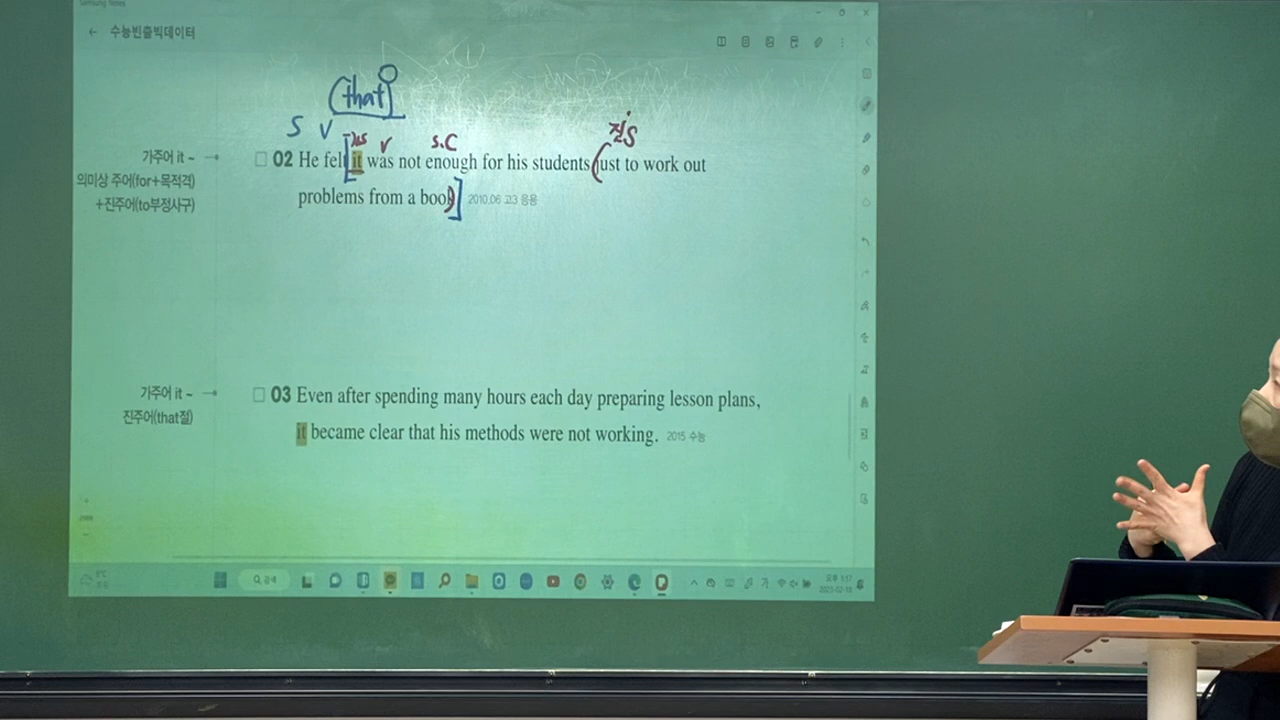 Samsung Notes
← 수능빈출빅데이터
(that)
S V
V S.C 진S
가주어 it ~ → □ 02 He felt it was not enough for his students just to work out
의미상 주어(for+목적격)
+진주어(to부정사구) problems from a book 2010.06 고3 응용
가주어 it ~ → □ 03 Even after spending many hours each day preparing lesson plans,
진주어(that절) it became clear that his methods were not working. 2015 수능
검색